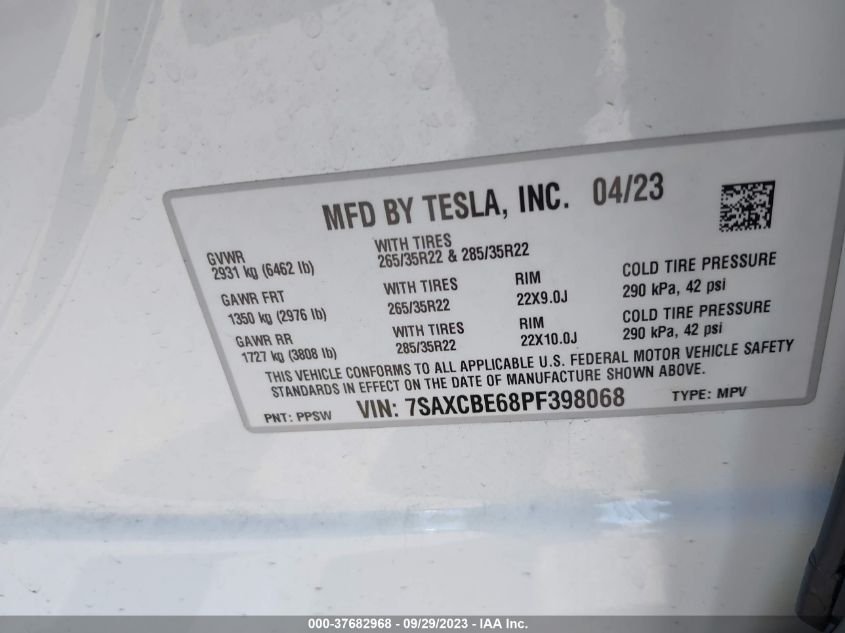 MFD BY TESLA, INC. 04/23
GVWR
2931 kg (6462 lb)
WITH TIRES
265/35R22 & 285/35R22
GAWR FRT
1350 kg (2976 lb)
WITH TIRES
265/35R22
RIM
22X9.0J
COLD TIRE PRESSURE
290 kPa, 42 psi
GAWR RR
1727 kg (3808 lb)
WITH TIRES
285/35R22
RIM
22X10.0J
COLD TIRE PRESSURE
290 kPa, 42 psi
THIS VEHICLE CONFORMS TO ALL APPLICABLE U.S. FEDERAL MOTOR VEHICLE SAFETY
STANDARDS IN EFFECT ON THE DATE OF MANUFACTURE SHOWN ABOVE.
PNT: PPSW VIN: 7SAXCBE68PF398068 TYPE: MPV
000-37682968 - 09/29/2023 - IAA Inc.